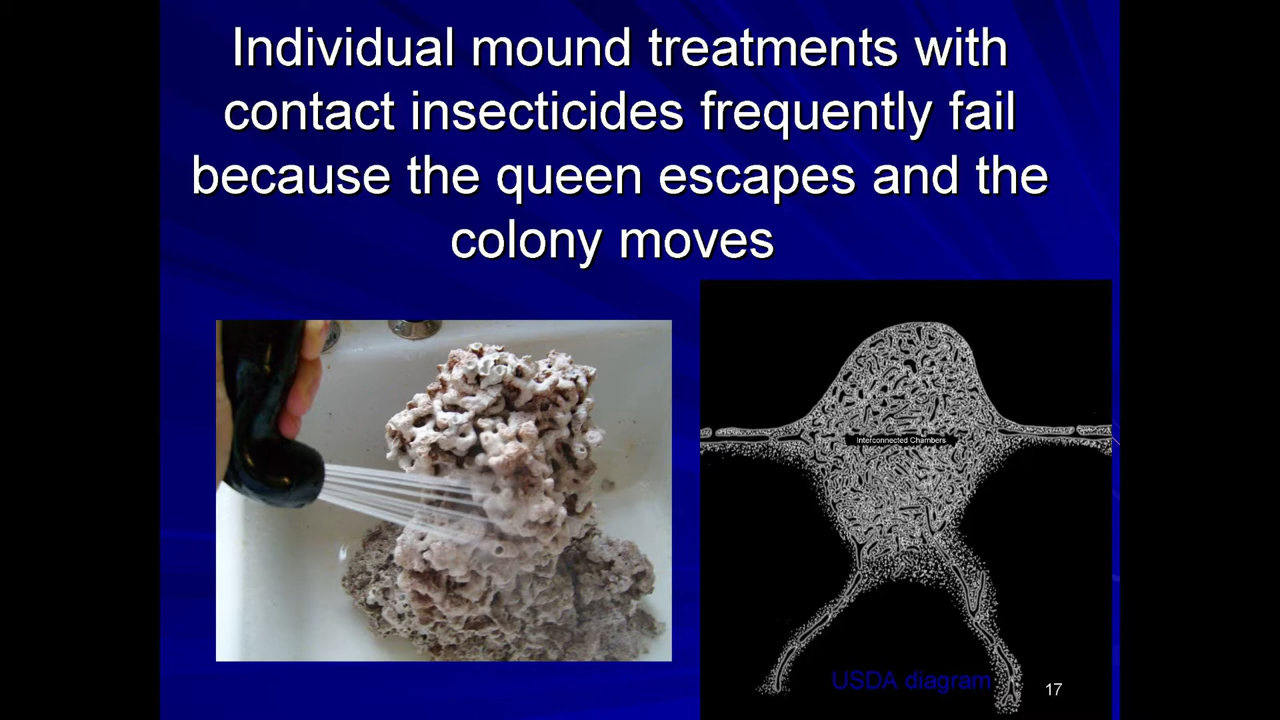 Individual mound treatments with
contact insecticides frequently fail
because the queen escapes and the
colony moves
Interconnected Chambers
USDA diagram
17